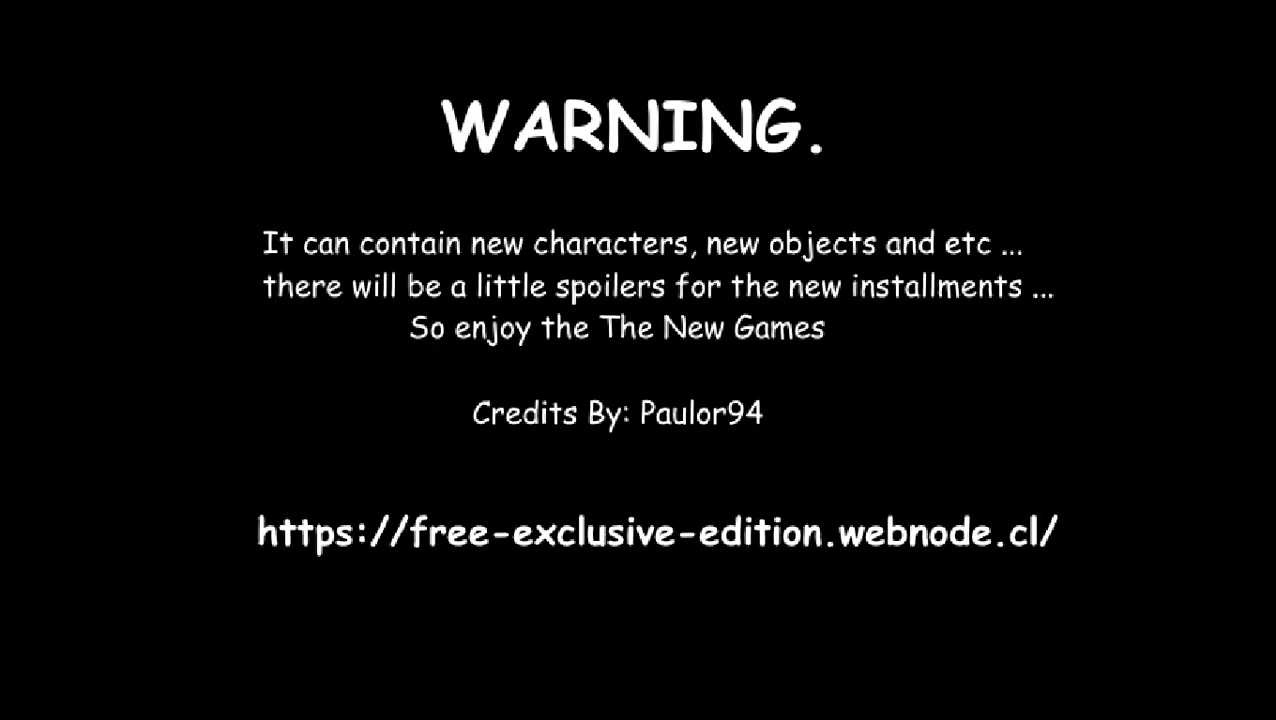 WARNING.
It can contain new characters, new objects and etc ...
there will be a little spoilers for the new installments ...
So enjoy the The New Games
Credits By: Paulor94
https://free-exclusive-edition.webnode.cl/